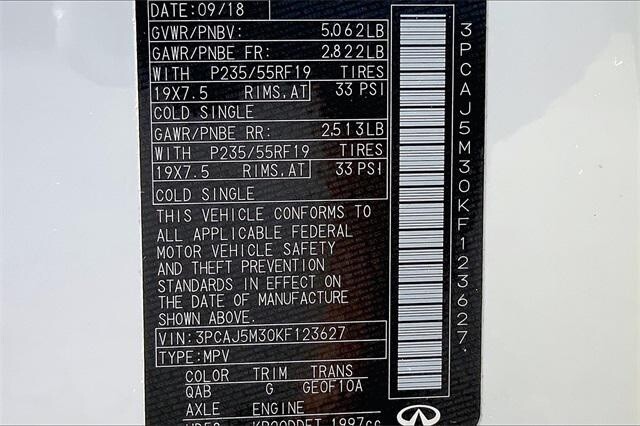 DATE: 09/18
GVWR/PNBV: 5,062LB
GAWR/PNBE FR: 2,822LB
WITH P235/55RF19 TIRES
19X7.5 RIMS.AT 33 PSI
COLD SINGLE
GAWR/PNBE RR: 2,513LB
WITH P235/55RF19 TIRES
19X7.5 RIMS.AT 33 PSI
COLD SINGLE
THIS VEHICLE CONFORMS TO
ALL APPLICABLE FEDERAL
MOTOR VEHICLE SAFETY
AND THEFT PREVENTION
STANDARDS IN EFFECT ON
THE DATE OF MANUFACTURE
SHOWN ABOVE.
VIN: 3PCAJ5M30KF123627
TYPE: MPV
COLOR TRIM TRANS
QAB G GE0F10A
AXLE ENGINE
KR20DDET 1997cc
3PCAJ5M30KF123627